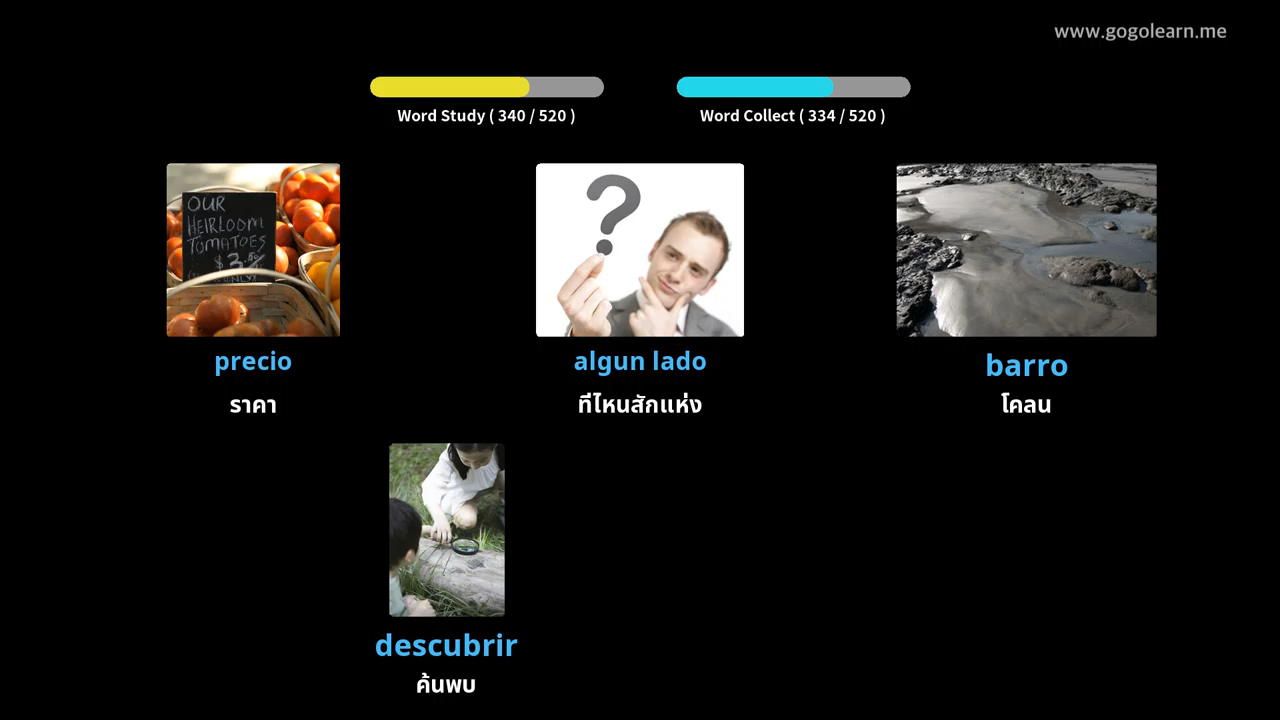 www.gogolearn.me
Word Study ( 340 / 520 )
Word Collect ( 334 / 520 )
OUR
HEIRLOOM
TOMATOES
precio
algun lado
barro
ราคา
ที่ไหนสักแห่ง
โคลน
descubrir
ค้นพบ